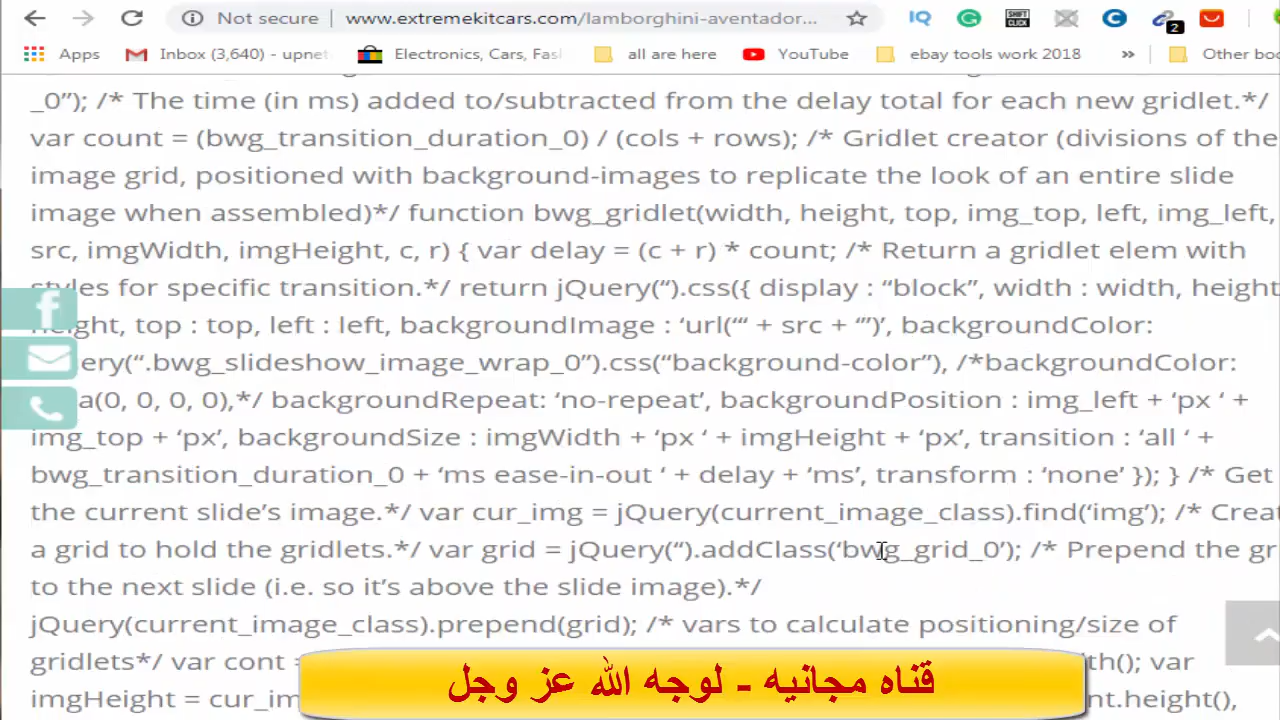 Not secure | www.extremekitcars.com/lamborghini-aventador...
IQ
SHIFT CLICK
2
Apps Inbox (3,640) - upnet Electronics, Cars, Fas all are here YouTube ebay tools work 2018 » Other boo
_0”); /* The time (in ms) added to/subtracted from the delay total for each new gridlet.*/
var count = (bwg_transition_duration_0) / (cols + rows); /* Gridlet creator (divisions of the
image grid, positioned with background-images to replicate the look of an entire slide
image when assembled)*/ function bwg_gridlet(width, height, top, img_top, left, img_left,
src, imgWidth, imgHeight, c, r) { var delay = (c + r) * count; /* Return a gridlet elem with
styles for specific transition.*/ return jQuery(“).css({ display : “block”, width : width, height
height, top : top, left : left, backgroundImage : ‘url(“‘ + src + ‘”)’, backgroundColor:
ery(“.bwg_slideshow_image_wrap_0”).css(“background-color”), /*backgroundColor:
a(0, 0, 0, 0),*/ backgroundRepeat: ‘no-repeat’, backgroundPosition : img_left + ‘px ‘ +
img_top + ‘px’, backgroundSize : imgWidth + ‘px ‘ + imgHeight + ‘px’, transition : ‘all ‘ +
bwg_transition_duration_0 + ‘ms ease-in-out ‘ + delay + ‘ms’, transform : ‘none’ }); } /* Get
the current slide’s image.*/ var cur_img = jQuery(current_image_class).find(‘img’); /* Creat
a grid to hold the gridlets.*/ var grid = jQuery(“).addClass(‘bwg_grid_0’); /* Prepend the gr
to the next slide (i.e. so it’s above the slide image).*/
jQuery(current_image_class).prepend(grid); /* vars to calculate positioning/size of
gridlets*/ var cont = th(); var
imgHeight = cur_im nt.height(),
قناه مجانيه - لوجه الله عز وجل